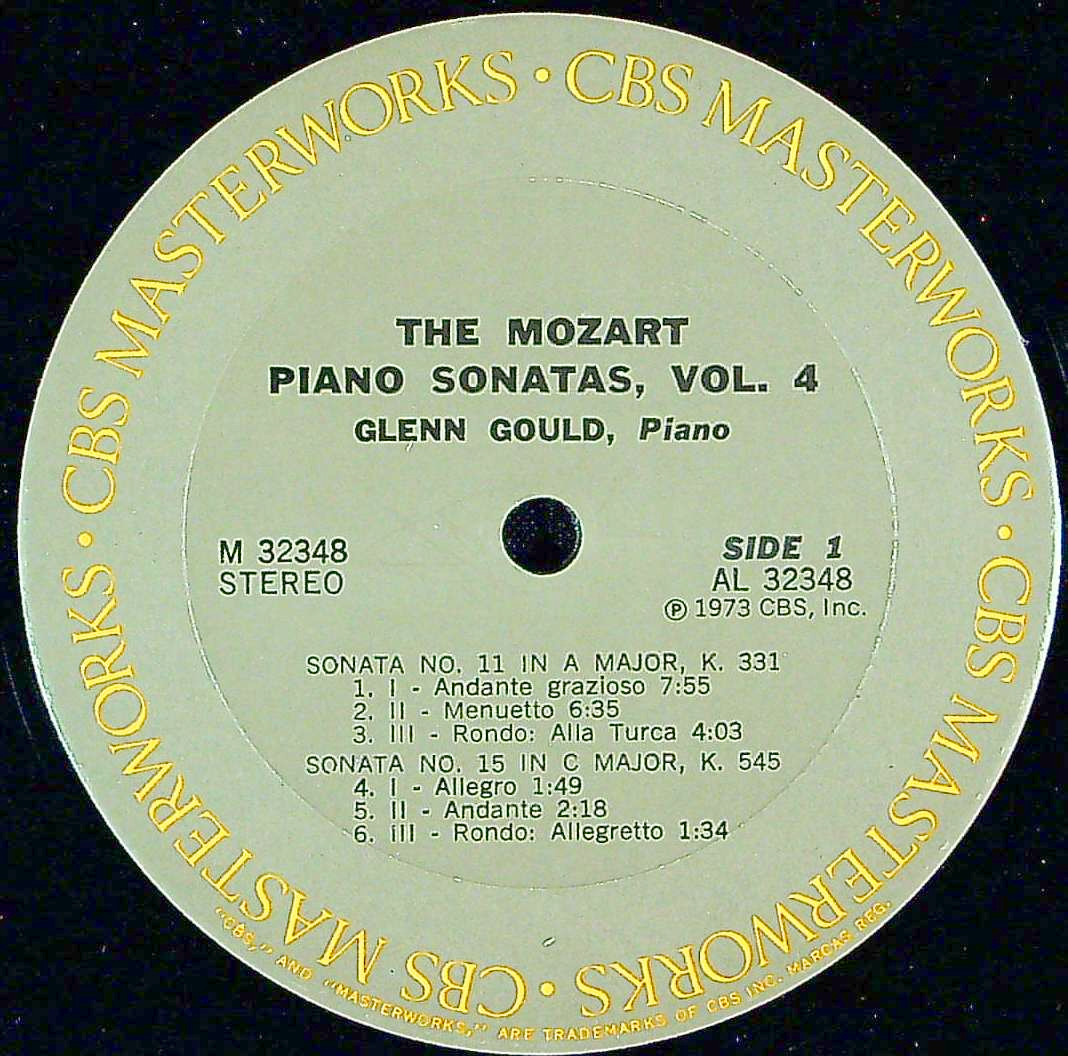 CBS MASTERWORKS · CBS MASTERWORKS · CBS MASTERWORKS · CBS MASTERWORKS ·
THE MOZART
PIANO SONATAS, VOL. 4
GLENN GOULD, Piano
M 32348
STEREO
SIDE 1
AL 32348
Ⓟ 1973 CBS, Inc.
SONATA NO. 11 IN A MAJOR, K. 331
1. I - Andante grazioso 7:55
2. II - Menuetto 6:35
3. III - Rondo: Alla Turca 4:03
SONATA NO. 15 IN C MAJOR, K. 545
4. I - Allegro 1:49
5. II - Andante 2:18
6. III - Rondo: Allegretto 1:34
"CBS," AND "MASTERWORKS," ARE TRADEMARKS OF CBS INC. MARCAS REG.